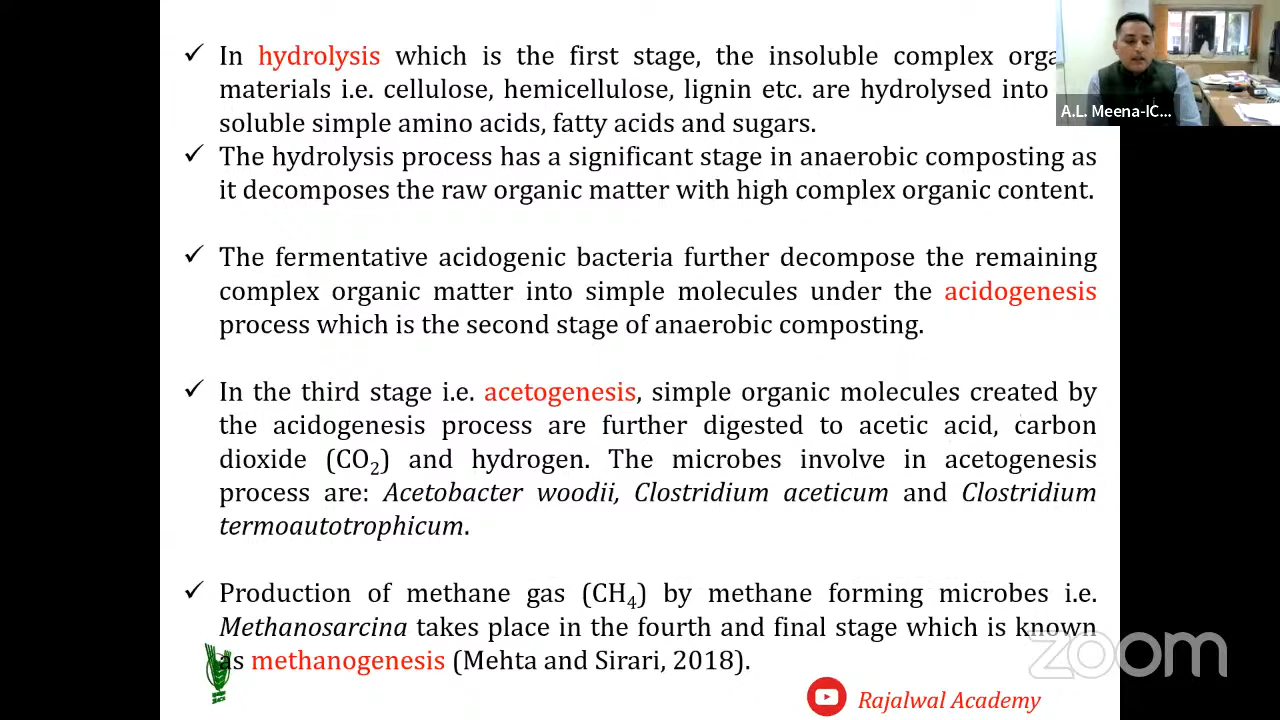 ✓ In hydrolysis which is the first stage, the insoluble complex orga
materials i.e. cellulose, hemicellulose, lignin etc. are hydrolysed into
soluble simple amino acids, fatty acids and sugars.
✓ The hydrolysis process has a significant stage in anaerobic composting as
it decomposes the raw organic matter with high complex organic content.
✓ The fermentative acidogenic bacteria further decompose the remaining
complex organic matter into simple molecules under the acidogenesis
process which is the second stage of anaerobic composting.
✓ In the third stage i.e. acetogenesis, simple organic molecules created by
the acidogenesis process are further digested to acetic acid, carbon
dioxide (CO₂) and hydrogen. The microbes involve in acetogenesis
process are: Acetobacter woodii, Clostridium aceticum and Clostridium
termoautotrophicum.
✓ Production of methane gas (CH₄) by methane forming microbes i.e.
Methanosarcina takes place in the fourth and final stage which is known
as methanogenesis (Mehta and Sirari, 2018).
A.L. Meena-IC...
zoom
Rajalwal Academy